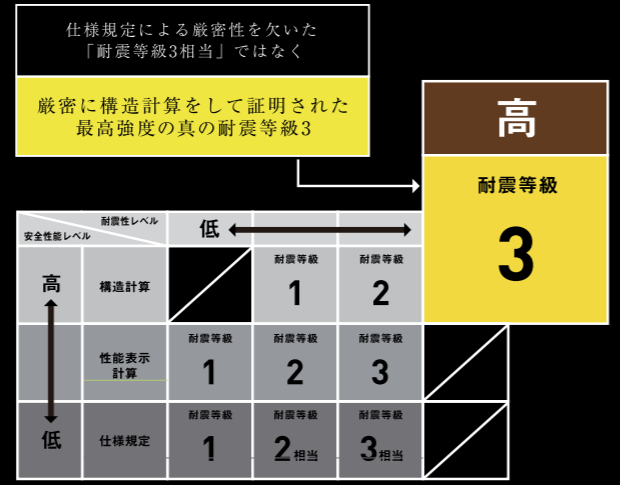 仕様規定による厳密性を欠いた
「耐震等級3相当」ではなく
厳密に構造計算をして証明された
最高強度の真の耐震等級3
高
耐震等級
3
耐震性レベル
安全性能レベル
低
高
構造計算
耐震等級
1
耐震等級
2
性能表示
計算
耐震等級
1
耐震等級
2
耐震等級
3
低
仕様規定
耐震等級
1
耐震等級
2相当
耐震等級
3相当